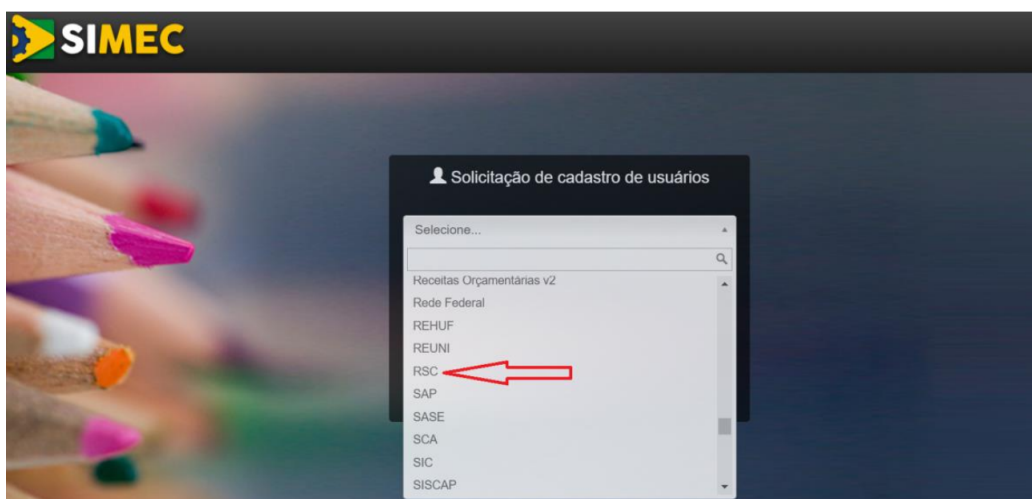 SIMEC
Solicitação de cadastro de usuários
Selecione...
Receitas Orçamentárias v2
Rede Federal
REHUF
REUNI
RSC
SAP
SASE
SCA
SIC
SISCAP